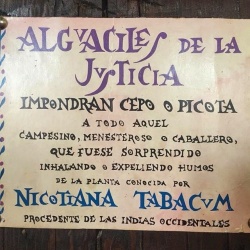 ALGVACILES DE LA
JVSTICIA
IMPONDRAN CEPO O PICOTA
A TODO AQUEL
CAMPESINO, MENESTEROSO O CABALLERO,
QUE FUESE SORPRENDIDO
INHALANDO O EXPELIENDO HUMOS
DE LA PLANTA CONOCIDA POR
NICOTIANA TABACVM
PROCEDENTE DE LAS INDIAS OCCIDENTALES